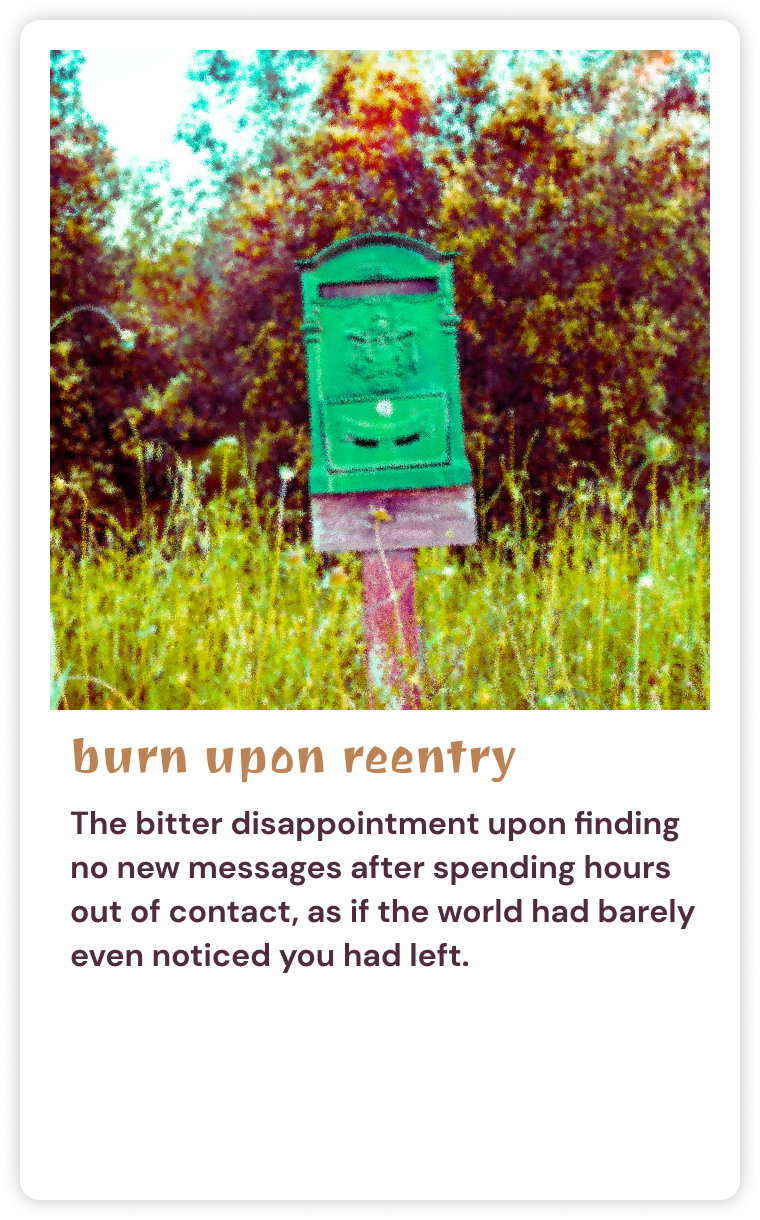 burn upon reentry
The bitter disappointment upon finding
no new messages after spending hours
out of contact, as if the world had barely
even noticed you had left.